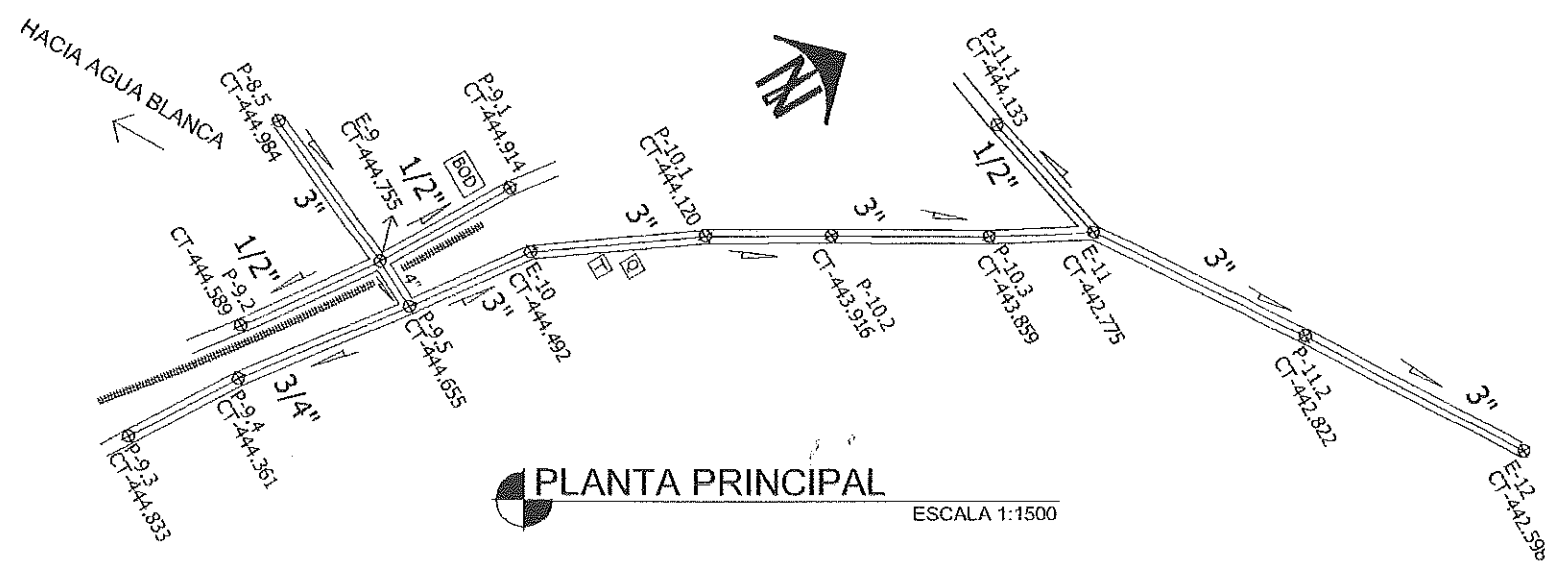 HACIA AGUA BLANCA
P-8.5
CT-444.984
E-9
CT-444.755
P-9.1
CT-444.914
1/2"
BOD
3"
1/2"
CT-444.589
P-9.2
4"
P-9.5
CT-444.655
3"
E-10
CT-444.492
3/4"
P-9.4
CT-444.361
P-9.3
CT-444.833
P-10.1
CT-444.120
3"
T
Q
N
3"
P-10.2
CT-443.916
P-10.3
CT-443.859
P-11.1
CT-444.133
1/2"
E-11
CT-442.775
3"
P-11.2
CT-442.822
3"
E-12
CT-442.596
PLANTA PRINCIPAL
ESCALA 1:1500